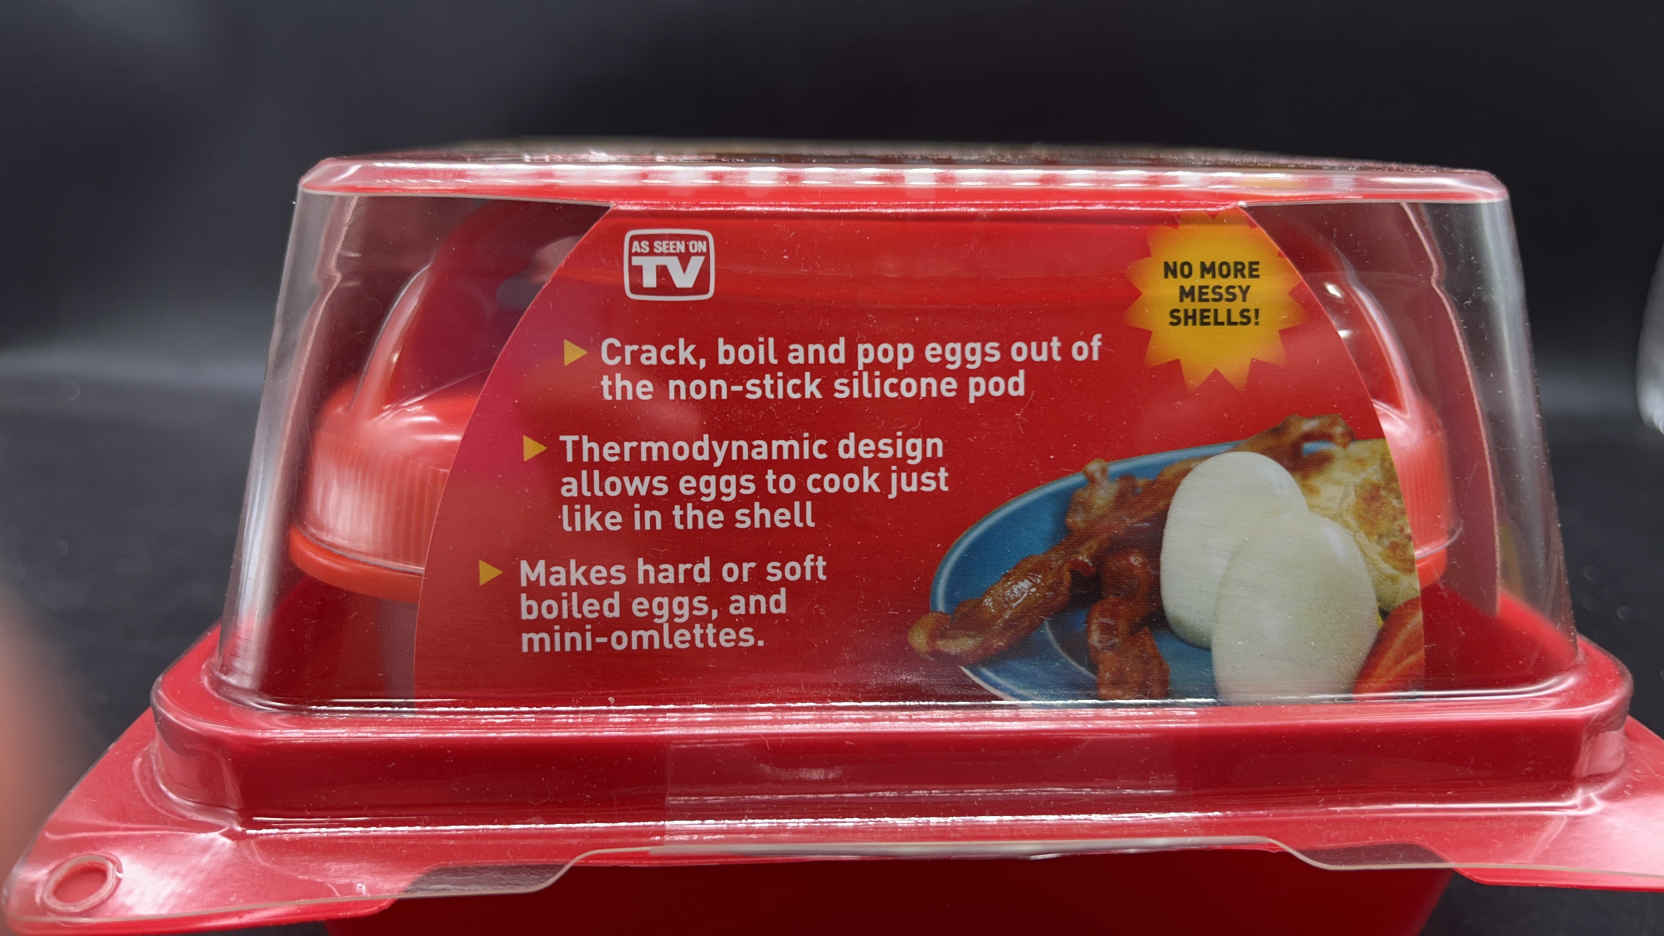 AS SEEN ON
TV
NO MORE
MESSY
SHELLS!
Crack, boil and pop eggs out of
the non-stick silicone pod
Thermodynamic design
allows eggs to cook just
like in the shell
Makes hard or soft
boiled eggs, and
mini-omlettes.